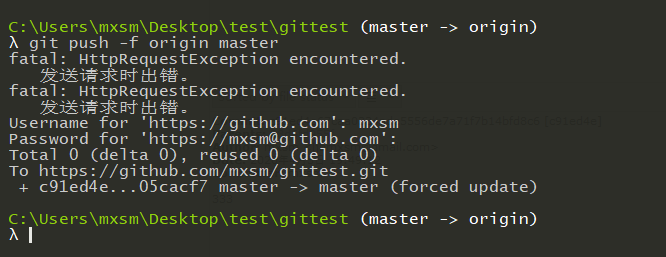 C:\Users\mxsm\Desktop\test\gittest (master -> origin)
λ git push -f origin master
fatal: HttpRequestException encountered.
   发送请求时出错。
fatal: HttpRequestException encountered.
   发送请求时出错。
Username for 'https://github.com': mxsm
Password for 'https://mxsm@github.com':
Total 0 (delta 0), reused 0 (delta 0)
To https://github.com/mxsm/gittest.git
 + c91ed4e...05cacf7 master -> master (forced update)
C:\Users\mxsm\Desktop\test\gittest (master -> origin)
λ